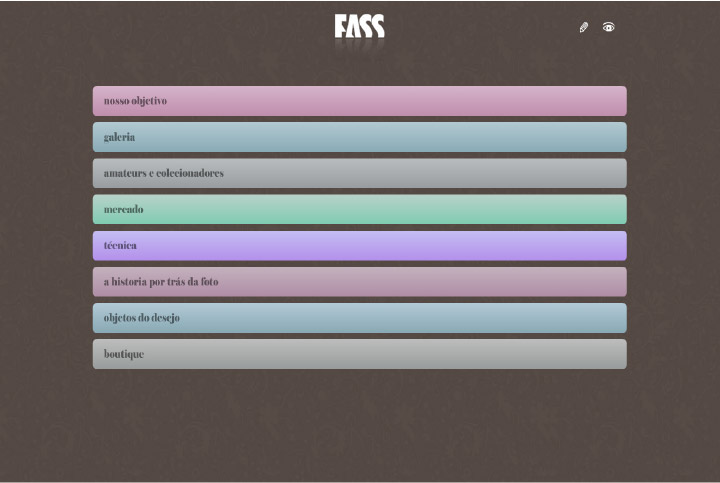 FASS
nosso objetivo
galeria
amateurs e colecionadores
mercado
técnica
a historia por trás da foto
objetos do desejo
boutique